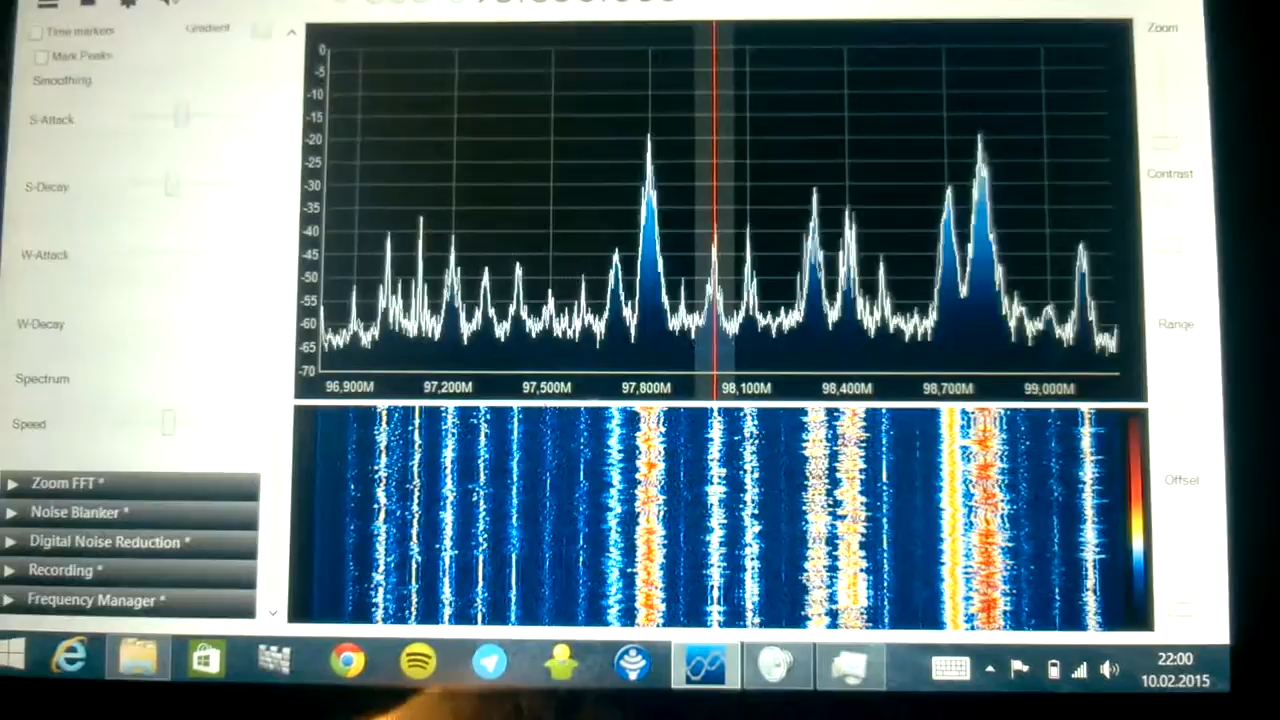 Time markers
Gradient
Mark Peaks
Smoothing
S-Attack
S-Decay
W-Attack
W-Decay
Spectrum
Speed
Zoom FFT *
Noise Blanker *
Digital Noise Reduction *
Recording *
Frequency Manager *
0
-5
-10
-15
-20
-25
-30
-35
-40
-45
-50
-55
-60
-65
-70
96,900M 97,200M 97,500M 97,800M 98,100M 98,400M 98,700M 99,000M
Zoom
Contrast
Range
Offset
22:00
10.02.2015